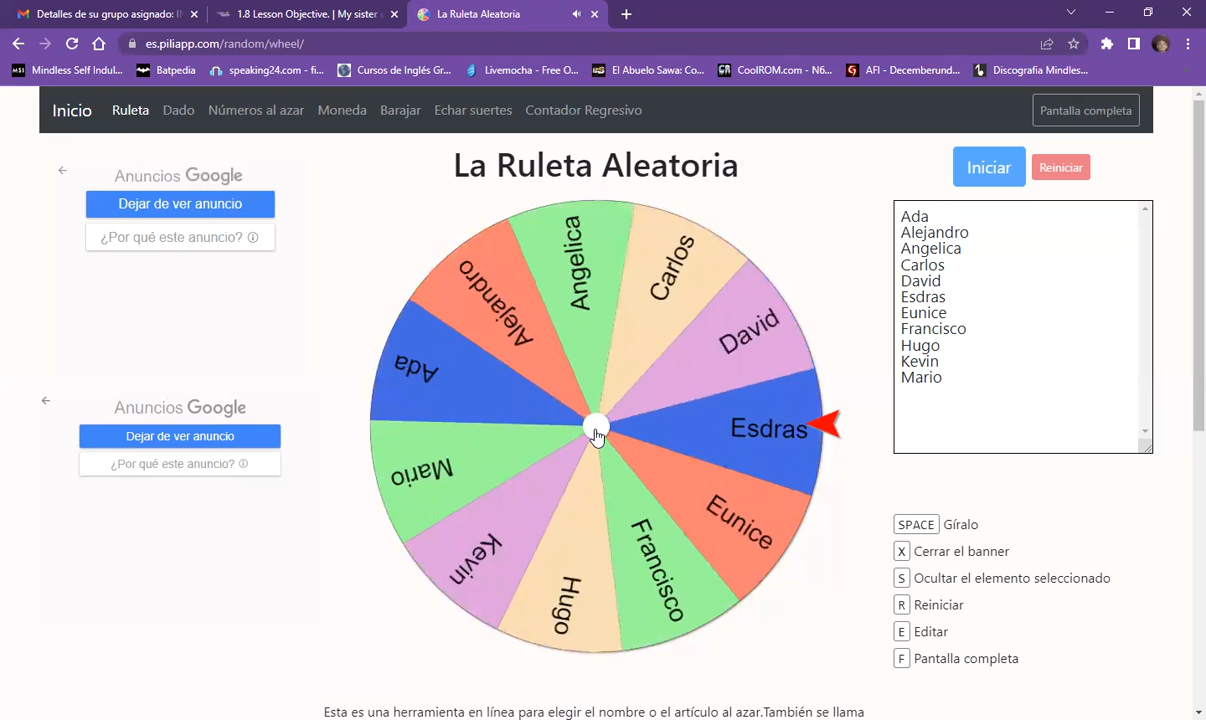 Detalles de su grupo asignado: I
1.8 Lesson Objective. | My sister
La Ruleta Aleatoria
es.piliapp.com/random/wheel/
Mindless Self Indul...
Batpedia
speaking24.com - fi...
Cursos de Inglés Gr...
Livemocha - Free O...
El Abuelo Sawa: Co...
CoolROM.com - N6...
AFI - Decemberund...
Discografia Mindles...
Inicio
Ruleta
Dado
Números al azar
Moneda
Barajar
Echar suertes
Contador Regresivo
Pantalla completa
La Ruleta Aleatoria
Iniciar
Reiniciar
Anuncios Google
Dejar de ver anuncio
¿Por qué este anuncio?
Anuncios Google
Dejar de ver anuncio
¿Por qué este anuncio?
Angelica
Carlos
David
Esdras
Eunice
Francisco
Hugo
Kevin
Mario
Ada
Alejandro
Ada
Alejandro
Angelica
Carlos
David
Esdras
Eunice
Francisco
Hugo
Kevin
Mario
SPACE Gíralo
X Cerrar el banner
S Ocultar el elemento seleccionado
R Reiniciar
E Editar
F Pantalla completa
Esta es una herramienta en línea para elegir el nombre o el artículo al azar.También se llama